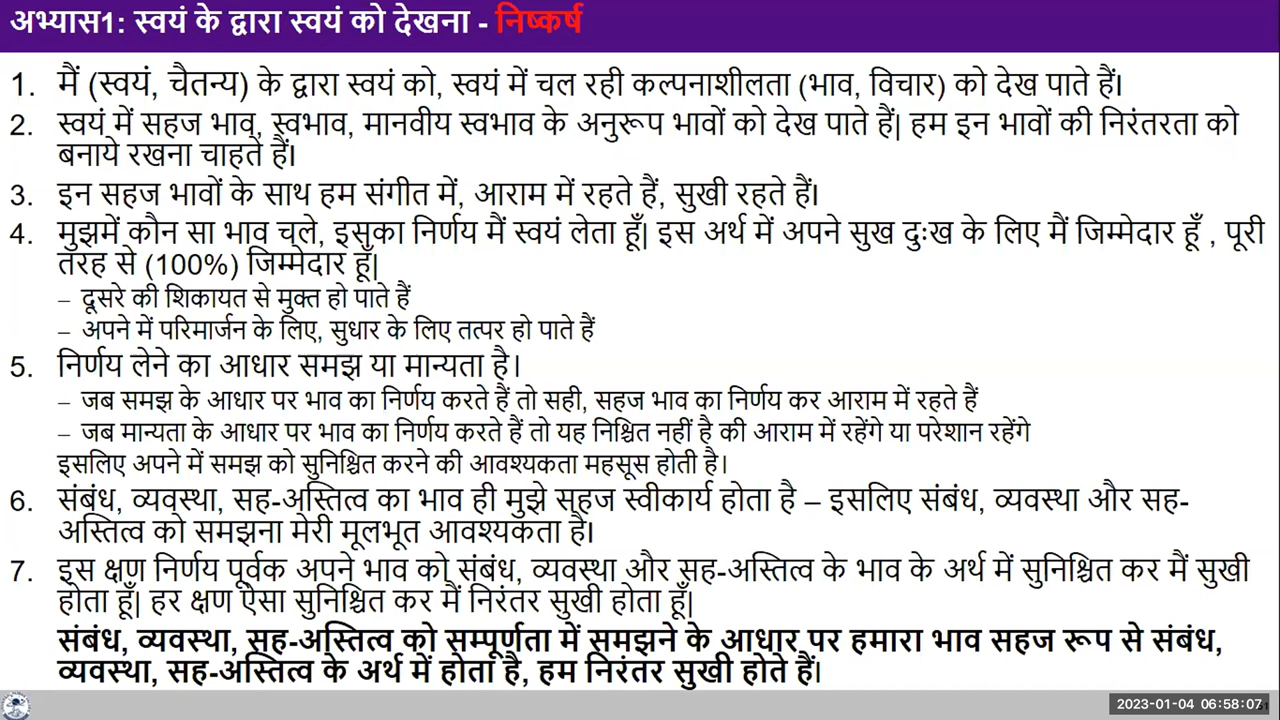 अभ्यास1: स्वयं के द्वारा स्वयं को देखना - निष्कर्ष
1. मैं (स्वयं, चैतन्य) के द्वारा स्वयं को, स्वयं में चल रही कल्पनाशीलता (भाव, विचार) को देख पाते हैं।
2. स्वयं में सहज भाव, स्वभाव, मानवीय स्वभाव के अनुरूप भावों को देख पाते हैं| हम इन भावों की निरंतरता को
बनाये रखना चाहते हैं।
3. इन सहज भावों के साथ हम संगीत में, आराम में रहते हैं, सुखी रहते हैं।
4. मुझमें कौन सा भाव चले, इसका निर्णय मैं स्वयं लेता हूँ| इस अर्थ में अपने सुख दुःख के लिए मैं जिम्मेदार हूँ , पूरी
तरह से (100%) जिम्मेदार हूँ|
– दूसरे की शिकायत से मुक्त हो पाते हैं
– अपने में परिमार्जन के लिए, सुधार के लिए तत्पर हो पाते हैं
5. निर्णय लेने का आधार समझ या मान्यता है।
– जब समझ के आधार पर भाव का निर्णय करते हैं तो सही, सहज भाव का निर्णय कर आराम में रहते हैं
– जब मान्यता के आधार पर भाव का निर्णय करते हैं तो यह निश्चित नहीं है की आराम में रहेंगे या परेशान रहेंगे
इसलिए अपने में समझ को सुनिश्चित करने की आवश्यकता महसूस होती है।
6. संबंध, व्यवस्था, सह-अस्तित्व का भाव ही मुझे सहज स्वीकार्य होता है – इसलिए संबंध, व्यवस्था और सह-
अस्तित्व को समझना मेरी मूलभूत आवश्यकता है।
7. इस क्षण निर्णय पूर्वक अपने भाव को संबंध, व्यवस्था और सह-अस्तित्व के भाव के अर्थ में सुनिश्चित कर मैं सुखी
होता हूँ| हर क्षण ऐसा सुनिश्चित कर मैं निरंतर सुखी होता हूँ|
संबंध, व्यवस्था, सह-अस्तित्व को सम्पूर्णता में समझने के आधार पर हमारा भाव सहज रूप से संबंध,
व्यवस्था, सह-अस्तित्व के अर्थ में होता है, हम निरंतर सुखी होते हैं।
2023-01-04 06:58:07